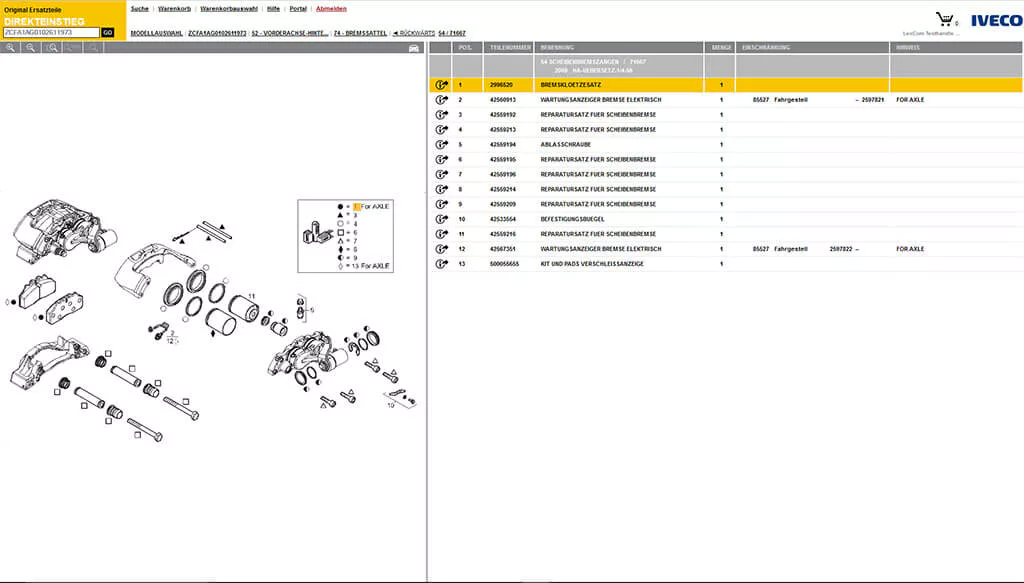 Original Ersatzteile
DIREKTEINSTIEG
ZCFA1AG0102611973 GO
Suche | Warenkorb | Warenkorbauswahl | Hilfe | Portal | Abmelden
MODELLAUSWAHL | ZCFA1AG0102611973 | 52 - VORDERACHSE-HINTE... | 74 - BREMSSATTEL | ◄ RÜCKWÄRTS 54 / 71667
0
IVECO
LexCom Testhändle ...
POS. TEILENUMMER BENENNUNG MENGE EINSCHRÄNKUNG HINWEIS
54 SCHEIBENBREMSZANGEN / 71667
HA-UEBERSETZ.1/4.56
1 2996520 BREMSKLOETZESATZ 1
2 42560913 WARTUNGSANZEIGER BREMSE ELEKTRISCH 1 85527 Fahrgestell – 2597821 FOR AXLE
3 42559192 REPARATURSATZ FUER SCHEIBENBREMSE 1
4 42559213 REPARATURSATZ FUER SCHEIBENBREMSE 1
5 42559194 ABLASSCHRAUBE 1
6 42559195 REPARATURSATZ FUER SCHEIBENBREMSE 1
7 42559196 REPARATURSATZ FUER SCHEIBENBREMSE 1
8 42559214 REPARATURSATZ FUER SCHEIBENBREMSE 1
9 42559209 REPARATURSATZ FUER SCHEIBENBREMSE 1
10 42533554 BEFESTIGUNGSBUEGEL 1
11 42559216 REPARATURSATZ FUER SCHEIBENBREMSE 1
12 42567351 WARTUNGSANZEIGER BREMSE ELEKTRISCH 1 85527 Fahrgestell 2597822 – FOR AXLE
13 500055655 KIT UND PADS VERSCHLEISSANZEIGE 1
● = 1 For AXLE
▲ = 3
○ = 4
□ = 6
△ = 7
♦ = 8
◐ = 9
◊ = 13 For AXLE
11
5
2
12
10